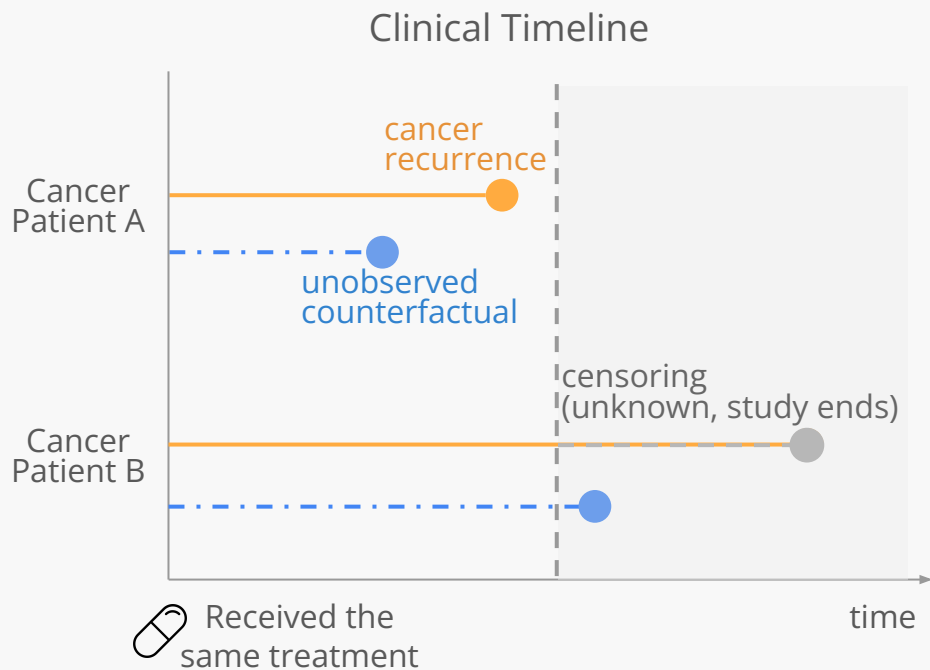 Clinical Timeline
cancer
recurrence
Cancer
Patient A
unobserved
counterfactual
censoring
(unknown, study ends)
Cancer
Patient B
Received the
same treatment
time